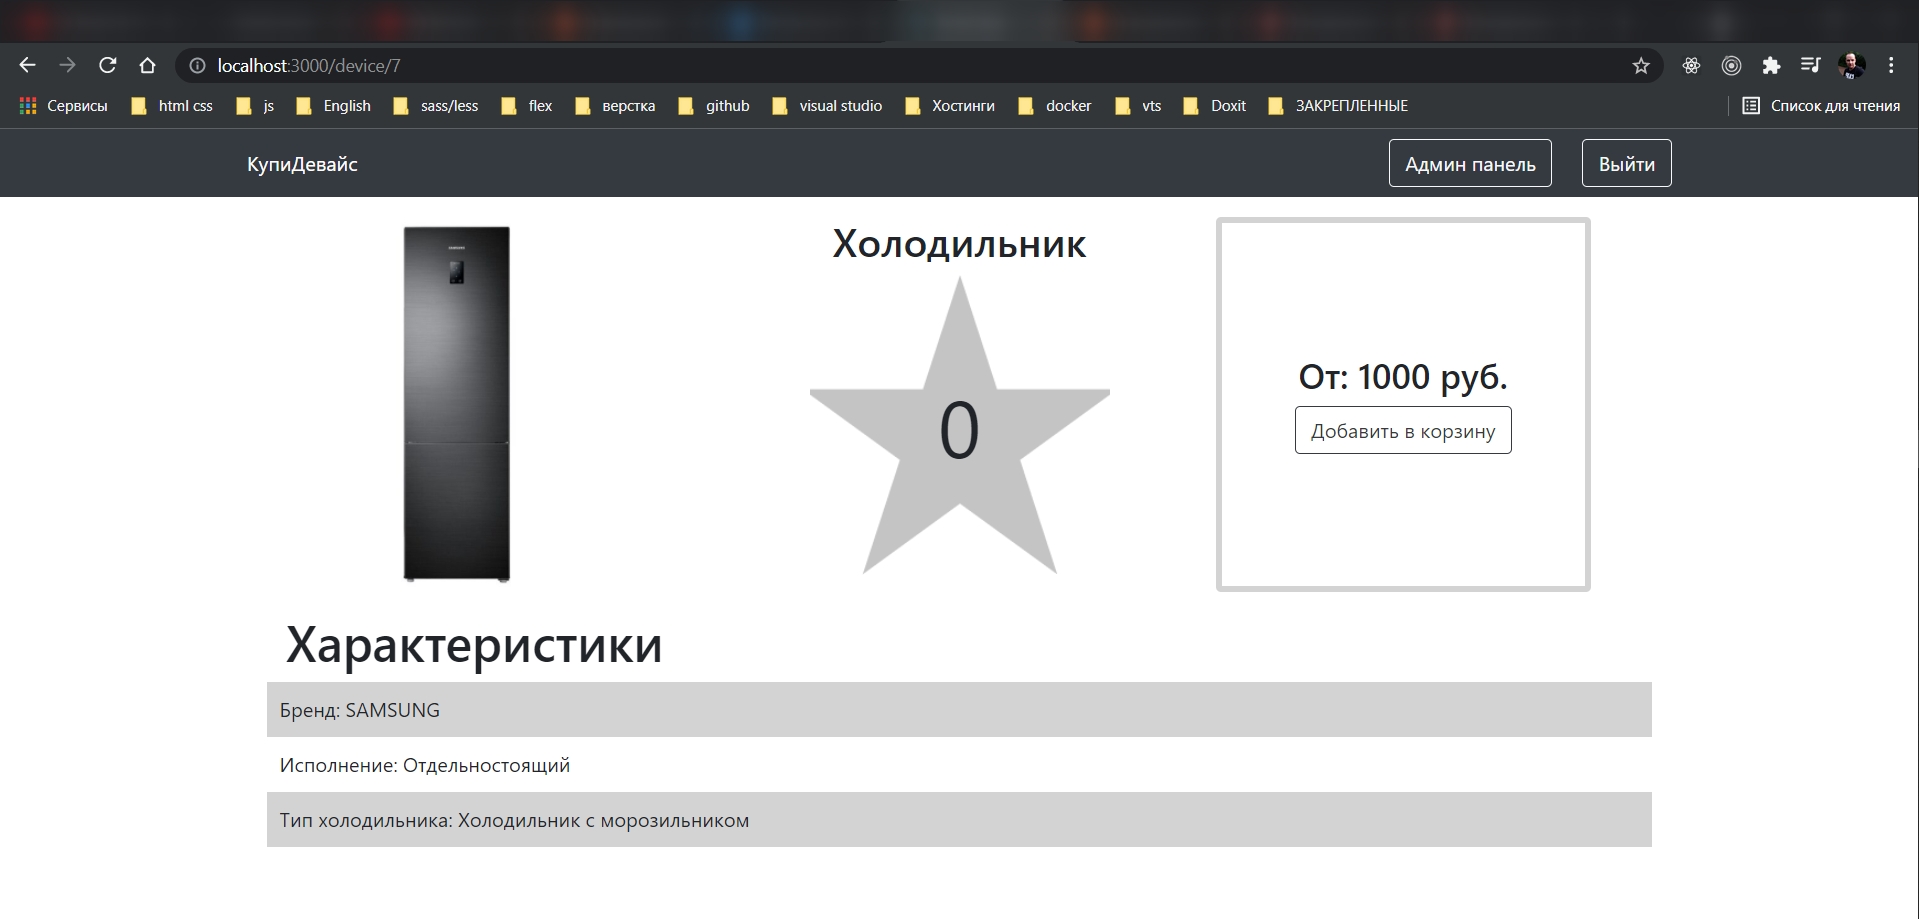 localhost:3000/device/7
Сервисы html css js English sass/less flex верстка github visual studio Хостинги docker vts Doxit ЗАКРЕПЛЕННЫЕ Список для чтения
КупиДевайс Админ панель Выйти
SAMSUNG
Холодильник
0
От: 1000 руб.
Добавить в корзину
Характеристики
Бренд: SAMSUNG
Исполнение: Отдельностоящий
Тип холодильника: Холодильник с морозильником